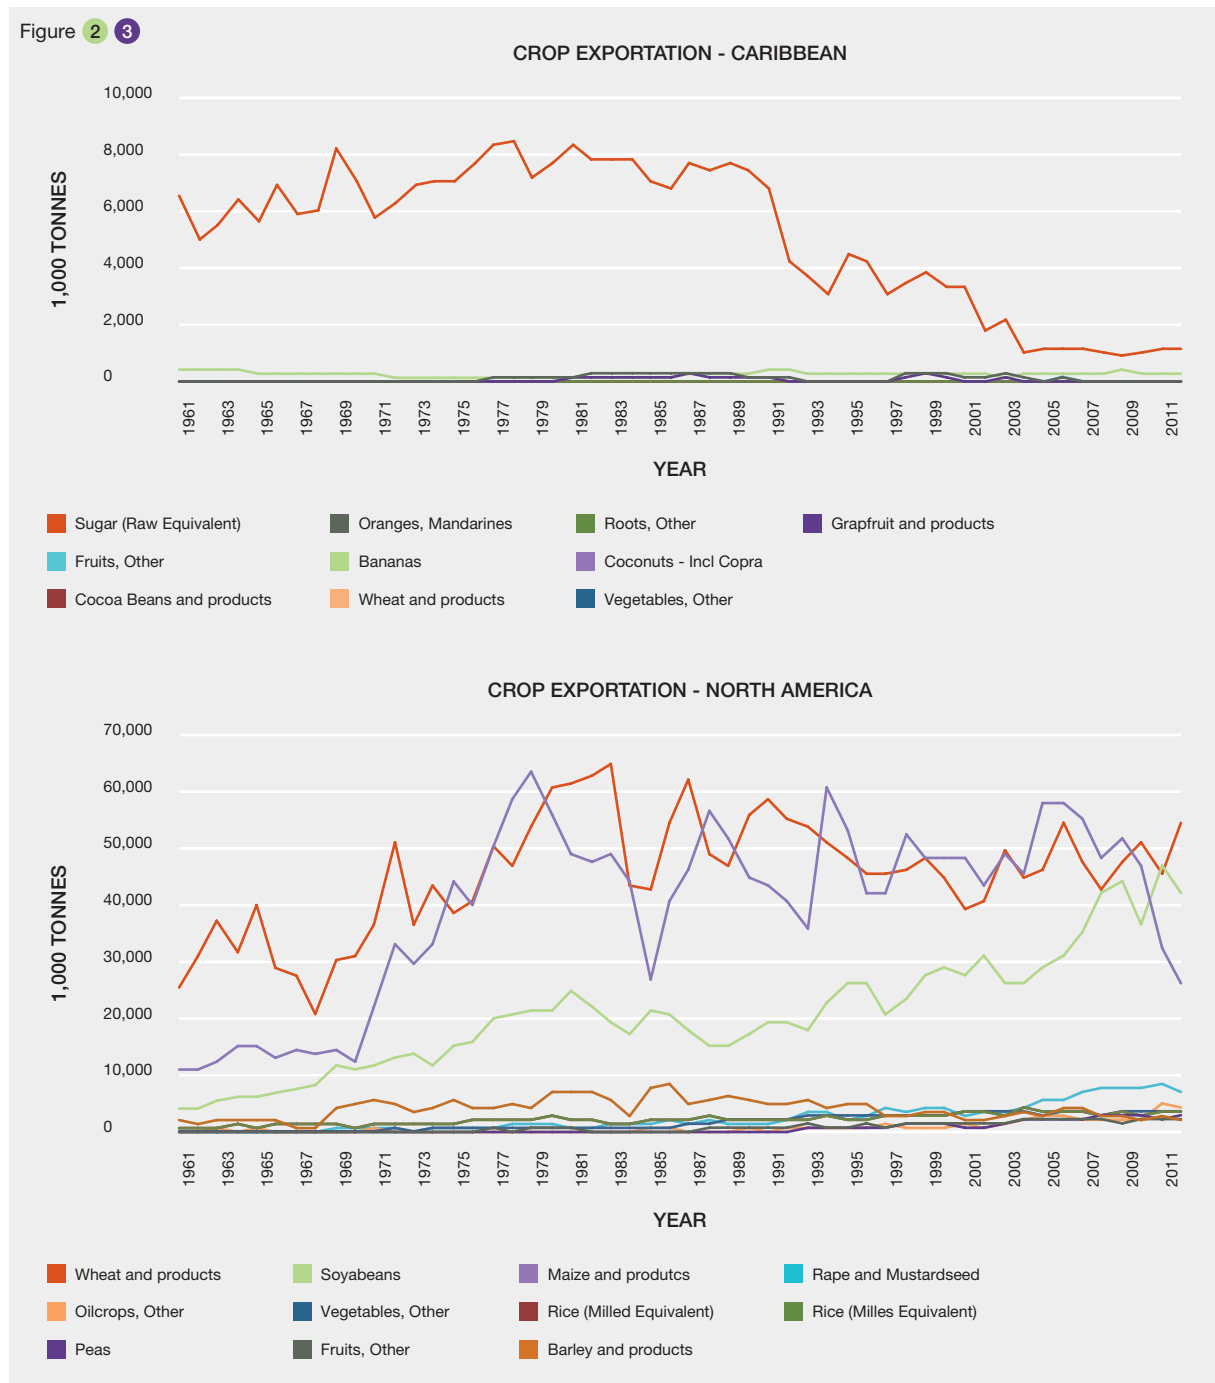 Figure 2 3
CROP EXPORTATION - CARIBBEAN
10,000
8,000
6,000
4,000
2,000
0
1,000 TONNES
1961 1963 1965 1967 1969 1971 1973 1975 1977 1979 1981 1983 1985 1987 1989 1991 1993 1995 1997 1999 2001 2003 2005 2007 2009 2011
YEAR
Sugar (Raw Equivalent) Oranges, Mandarines Roots, Other Grapfruit and products
Fruits, Other Bananas Coconuts - Incl Copra
Cocoa Beans and products Wheat and products Vegetables, Other
CROP EXPORTATION - NORTH AMERICA
70,000
60,000
50,000
40,000
30,000
20,000
10,000
0
1,000 TONNES
1961 1963 1965 1967 1969 1971 1973 1975 1977 1979 1981 1983 1985 1987 1989 1991 1993 1995 1997 1999 2001 2003 2005 2007 2009 2011
YEAR
Wheat and products Soyabeans Maize and produtcs Rape and Mustardseed
Oilcrops, Other Vegetables, Other Rice (Milled Equivalent) Rice (Milles Equivalent)
Peas Fruits, Other Barley and products